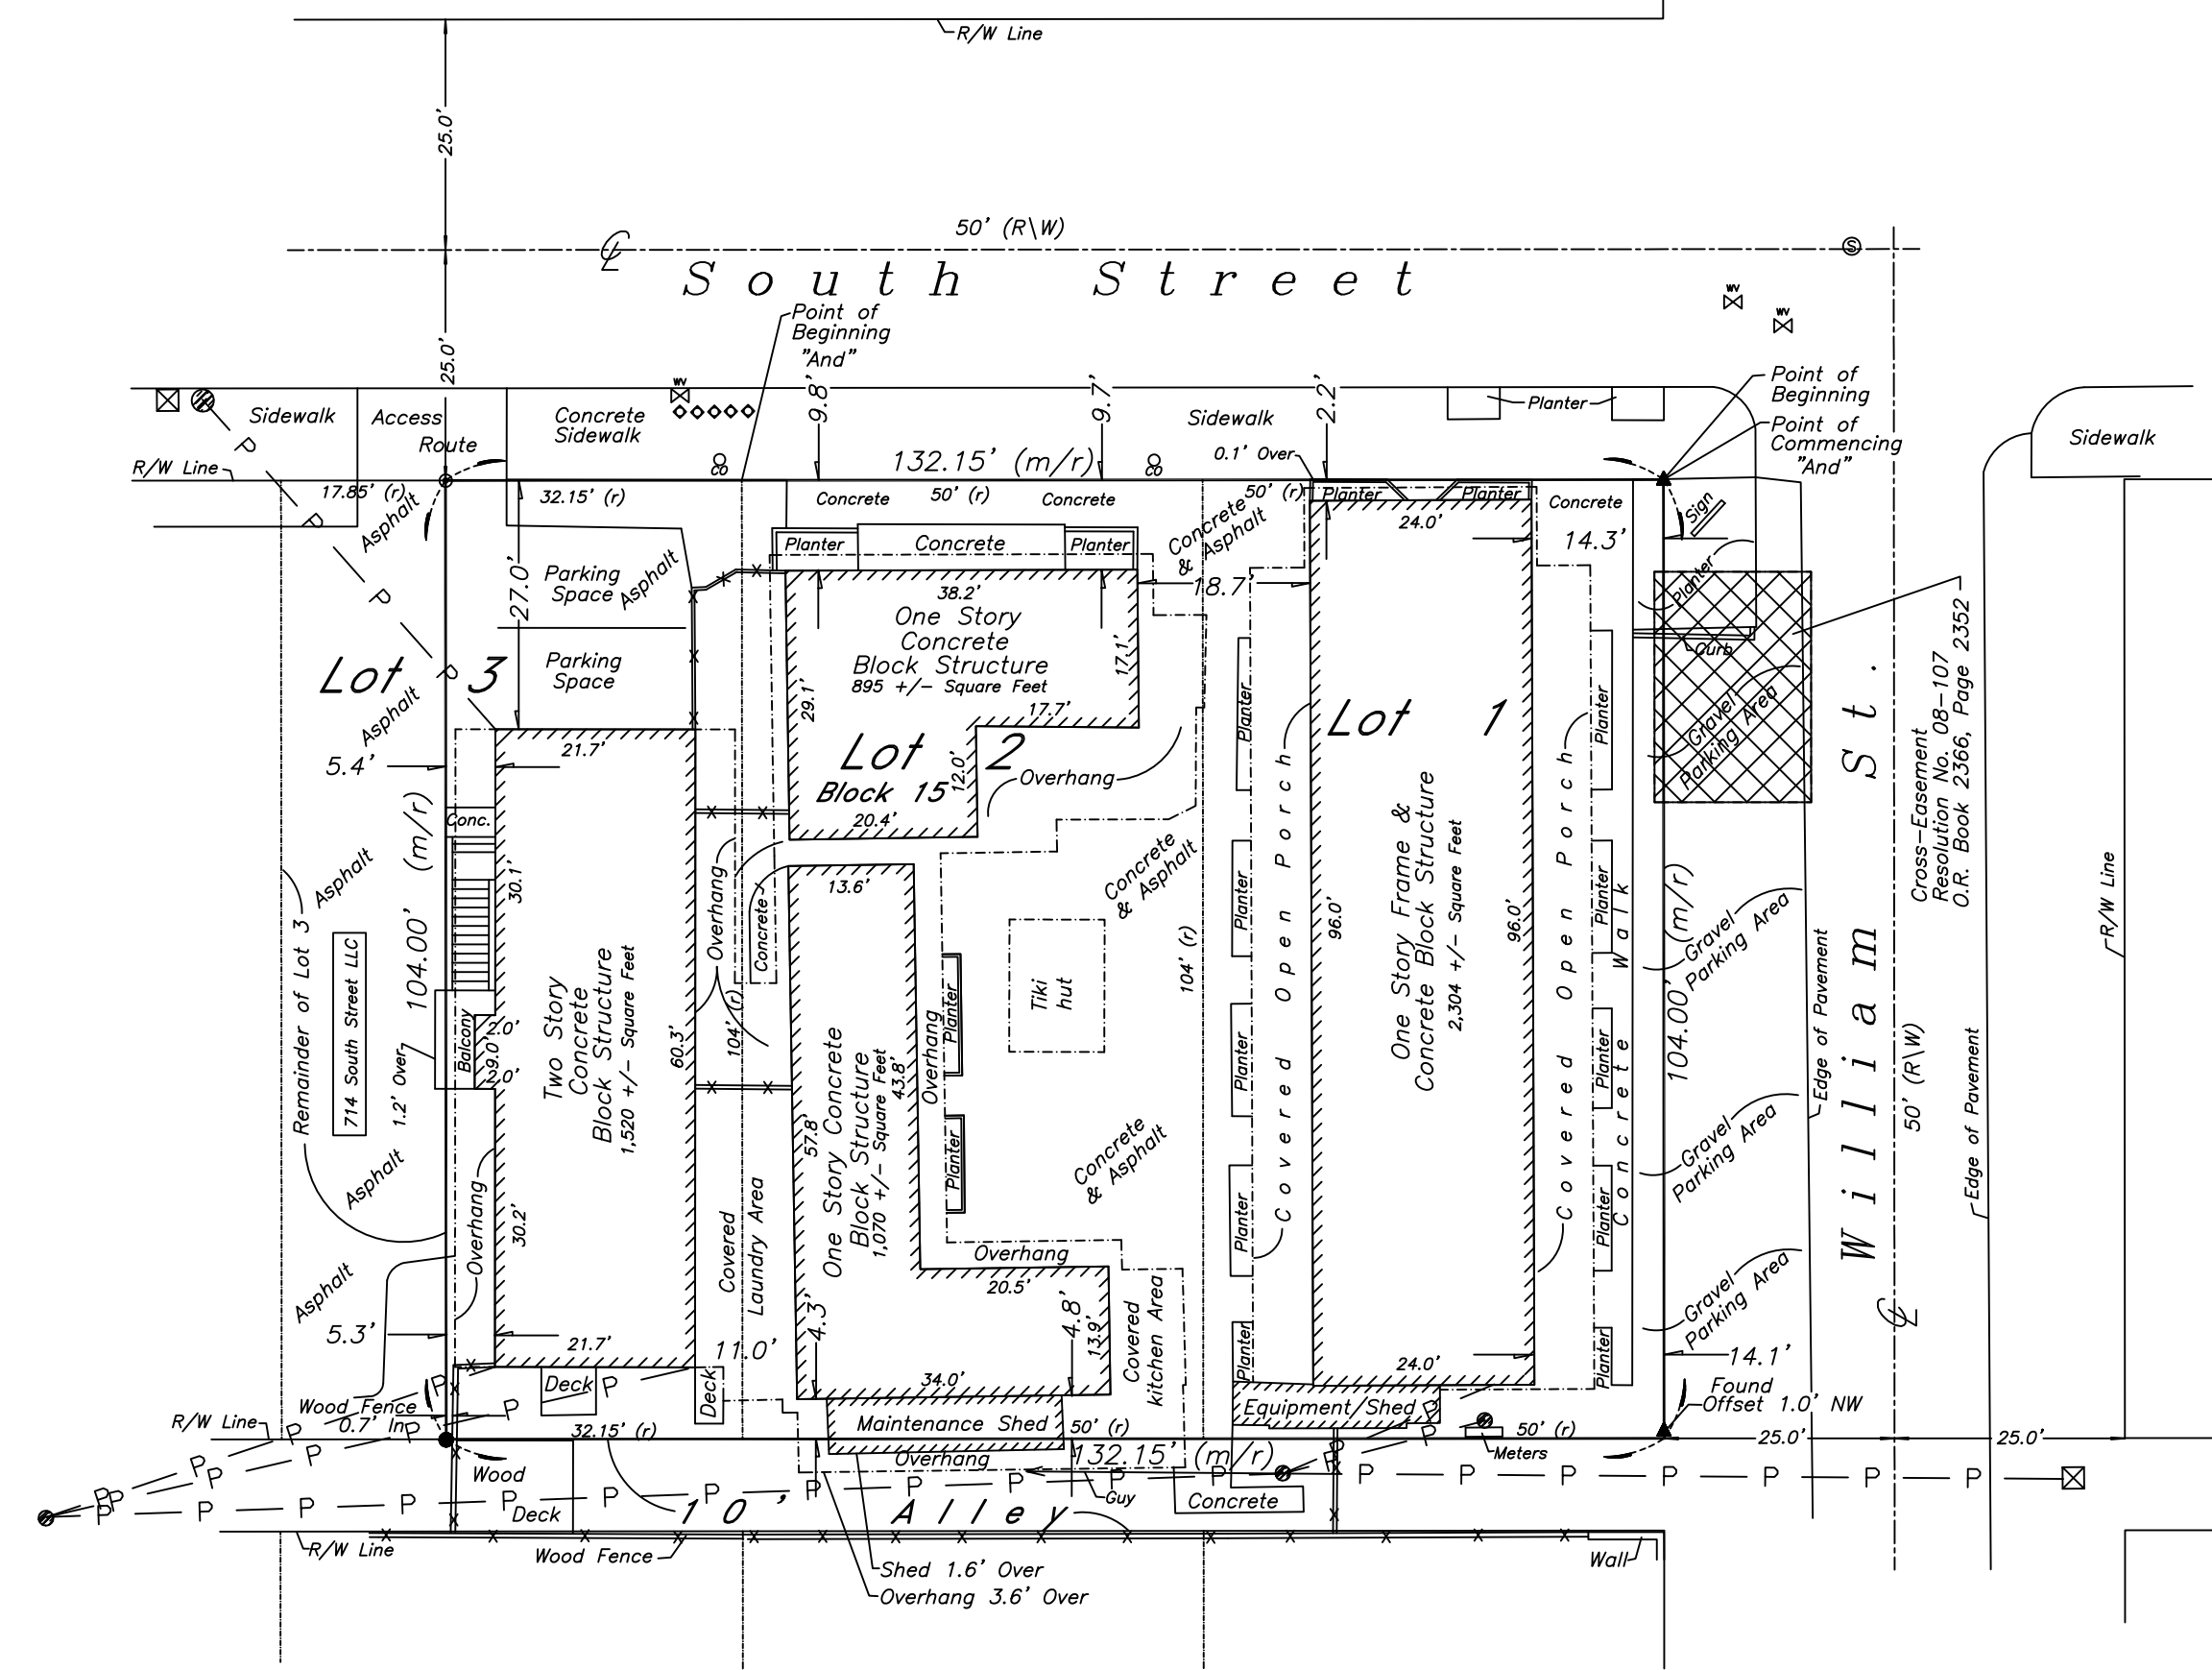 R/W Line
25.0'
50' (R\W)
South Street
S
WV
WV
Point of
Beginning
"And"
25.0'
9.8'
9.7'
2.2'
Point of
Beginning
Point of
Commencing
"And"
WV
Sidewalk
Access
Route
Concrete
Sidewalk
Sidewalk
Planter
Sidewalk
R/W Line
CO
132.15' (m/r)
CO
0.1' Over
17.85' (r)
32.15' (r)
Concrete
50' (r)
Concrete
50' (r)
Planter
Planter
Concrete
Sign
Asphalt
Concrete
& Asphalt
24.0'
14.3'
27.0'
Parking
Space
Asphalt
Planter
Concrete
Planter
18.7'
38.2'
One Story
Concrete
Block Structure
895 +/- Square Feet
17.1'
29.1'
17.7'
Planter
Curb
Lot 3
Parking
Space
Asphalt
Lot 2
Block 15
12.0'
20.4'
Overhang
Planter
Lot 1
Planter
Gravel
Parking Area
Cross-Easement
Resolution No. 08-107
O.R. Book 2366, Page 2352
21.7'
5.4'
Conc.
104.00' (m/r)
Asphalt
30.1'
Overhang
Concrete
13.6'
Concrete
& Asphalt
Planter
Covered Open Porch
96.0'
One Story Frame &
Concrete Block Structure
2,304 +/- Square Feet
96.0'
Covered Open Porch
Planter
Concrete Walk
104.00' (m/r)
Gravel
Parking Area
Edge of Pavement
William St.
50' (R\W)
Edge of Pavement
R/W Line
Remainder of Lot 3
714 South Street LLC
1.2' Over
Balcony
2.0'
9.0'
2.0'
Two Story
Concrete
Block Structure
1,520 +/- Square Feet
60.3'
104' (r)
57.8'
One Story Concrete
Block Structure
1,070 +/- Square Feet
43.8'
Overhang
Planter
Tiki
hut
104' (r)
Planter
Planter
Asphalt
Planter
Concrete
& Asphalt
Planter
Planter
Gravel
Parking Area
Overhang
30.2'
Covered
Laundry Area
Overhang
20.5'
Asphalt
5.3'
21.7'
11.0'
4.3'
4.8'
13.9'
Covered
kitchen Area
Planter
24.0'
Planter
Gravel
Parking Area
14.1'
Deck
Deck
34.0'
Found
Offset 1.0' NW
Wood Fence
0.7' In
R/W Line
32.15' (r)
Maintenance Shed
50' (r)
Equipment/Shed
50' (r)
Meters
25.0'
25.0'
132.15' (m/r)
Overhang
Wood
Deck
10' Alley
Guy
Concrete
P P P P P P P P P P P P P P P P P P P
R/W Line
Wood Fence
Wall
Shed 1.6' Over
Overhang 3.6' Over